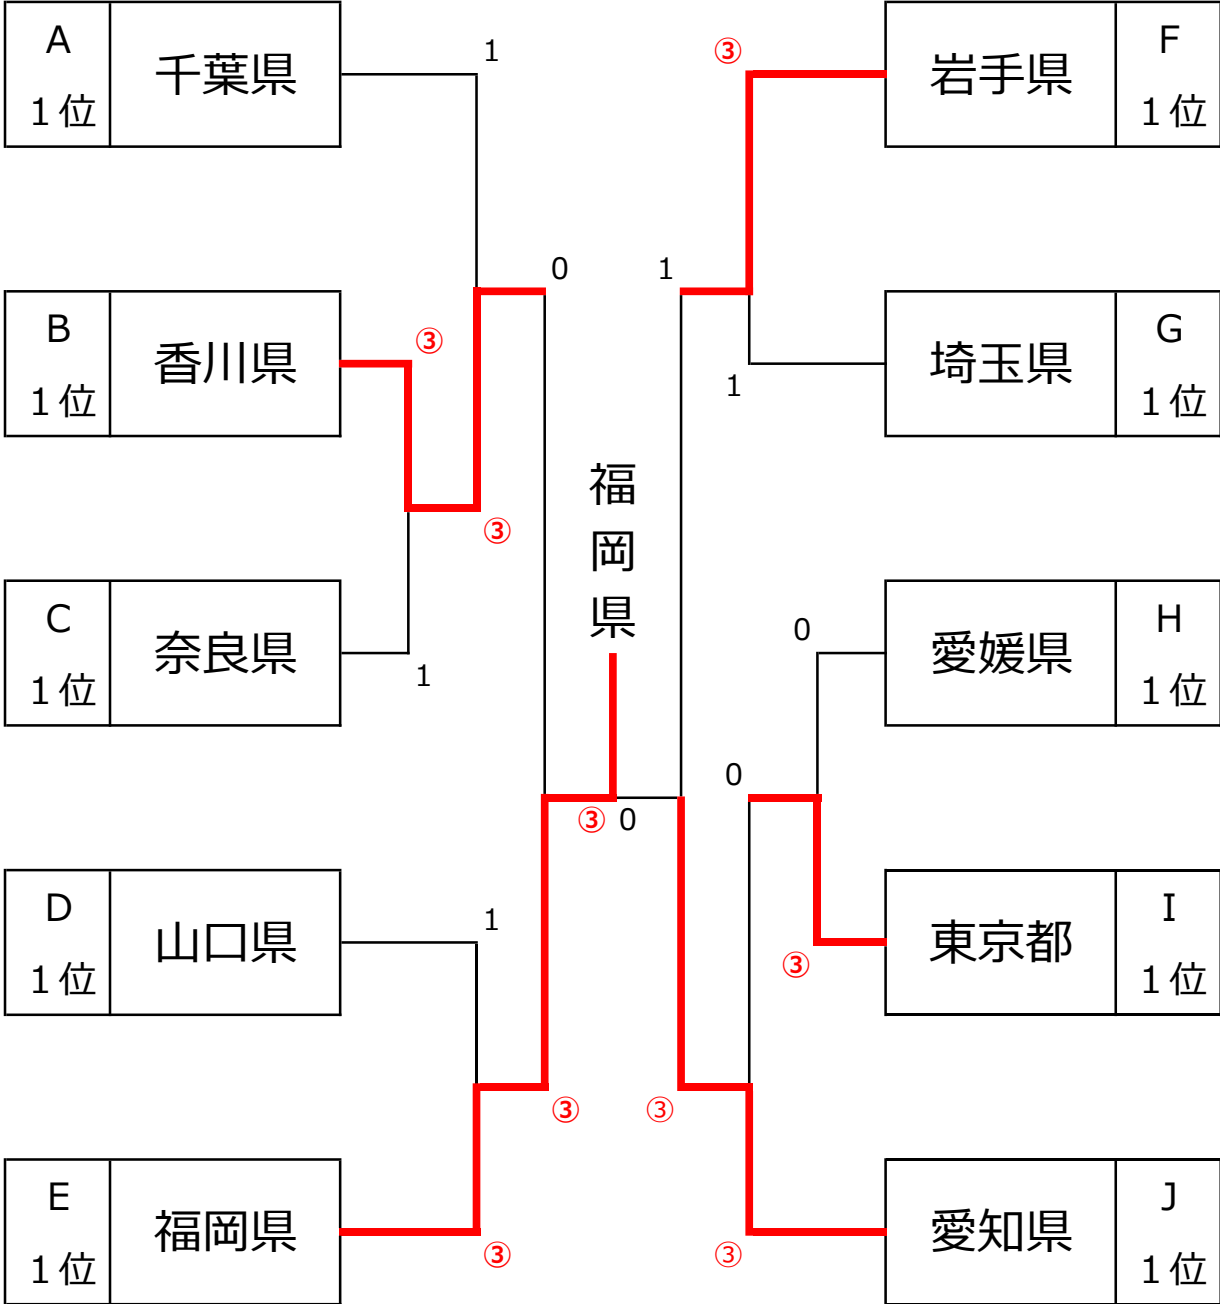 A
1位
千葉県
1
③
岩手県
F
1位
0
1
B
1位
香川県
③
1
埼玉県
G
1位
③
福岡県
C
1位
奈良県
1
0
愛媛県
H
1位
0
③
0
D
1位
山口県
1
③
東京都
I
1位
③
③
E
1位
福岡県
③
③
愛知県
J
1位